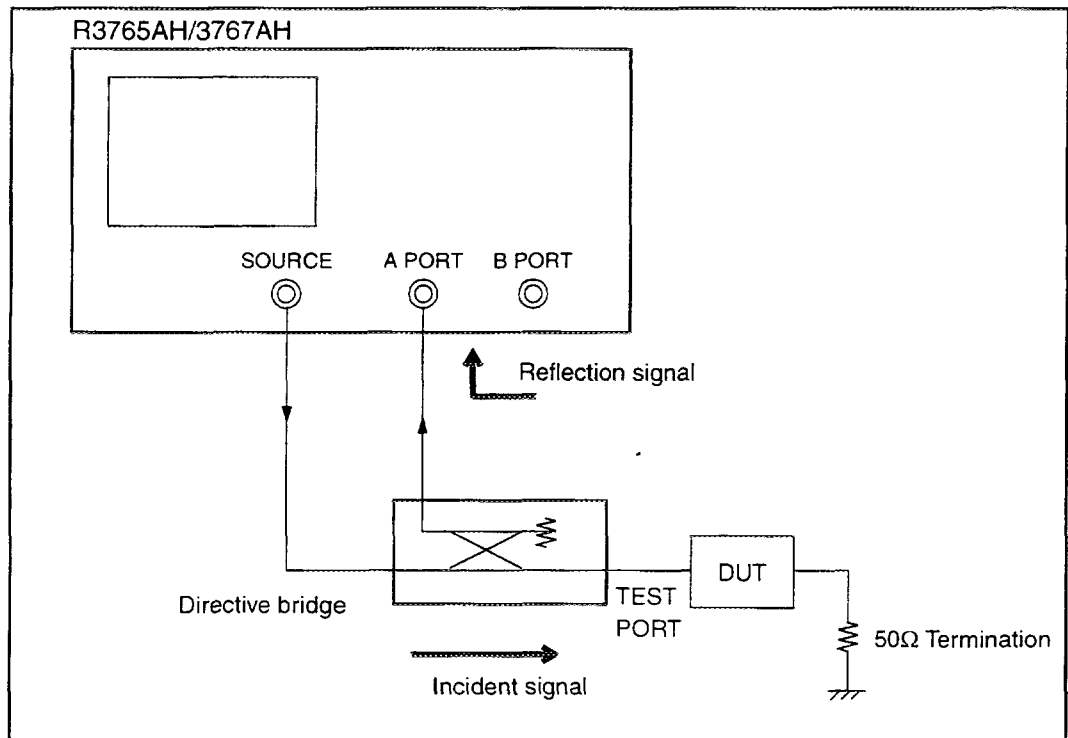 R3765AH/3767AH
SOURCE
A PORT
B PORT
Reflection signal
Directive bridge
TEST
PORT
DUT
50Ω Termination
Incident signal